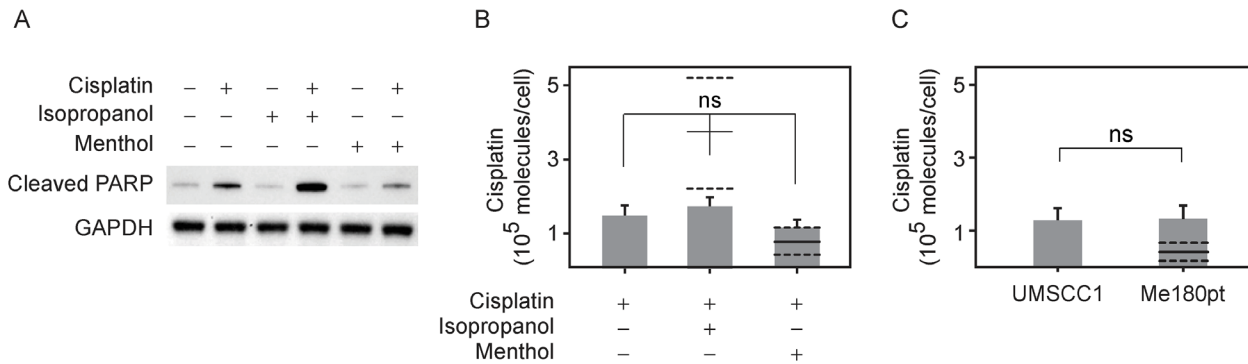 A
Cisplatin − + − + − +
Isopropanol − − + + − −
Menthol − − − − + +
Cleaved PARP
GAPDH
B
Cisplatin
(10^5 molecules/cell)
5
3
1
ns
Cisplatin + + +
Isopropanol − + −
Menthol − − +
C
Cisplatin
(10^5 molecules/cell)
5
3
1
ns
UMSCC1 Me180pt